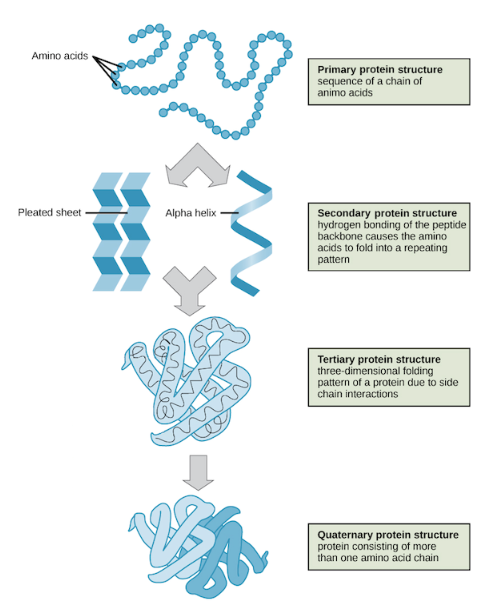 Amino acids
Primary protein structure
sequence of a chain of
animo acids
Pleated sheet
Alpha helix
Secondary protein structure
hydrogen bonding of the peptide
backbone causes the amino
acids to fold into a repeating
pattern
Tertiary protein structure
three-dimensional folding
pattern of a protein due to side
chain interactions
Quaternary protein structure
protein consisting of more
than one amino acid chain